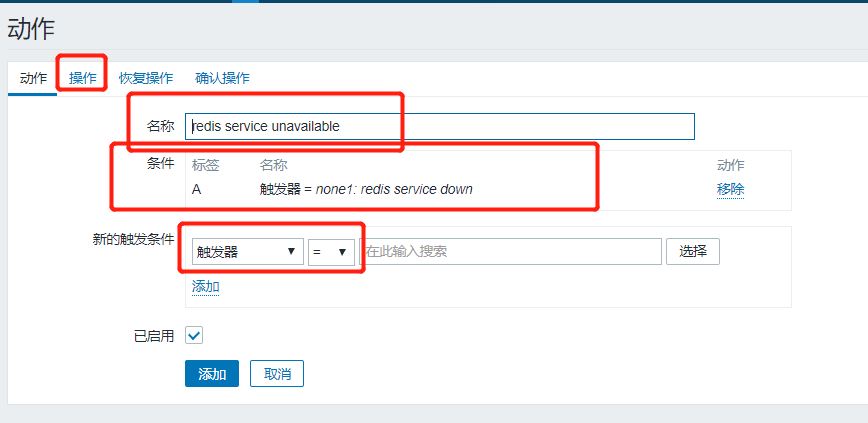 动作
动作 操作 恢复操作 确认操作
名称 redis service unavailable
条件 标签 名称 动作
A 触发器 = none1: redis service down 移除
新的触发条件
触发器 = 在此输入搜索 选择
添加
已启用
添加 取消